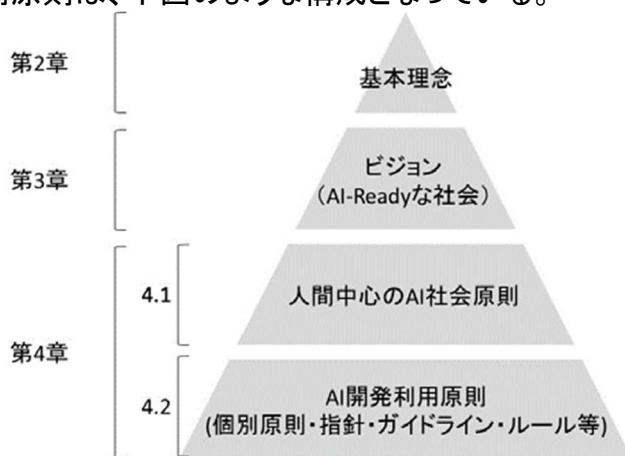 原則は、下図のような構成となっている。
第2章
基本理念
第3章
ビジョン
（AI-Readyな社会）
第4章
4.1
人間中心のAI社会原則
4.2
AI開発利用原則
(個別原則・指針・ガイドライン・ルール等)